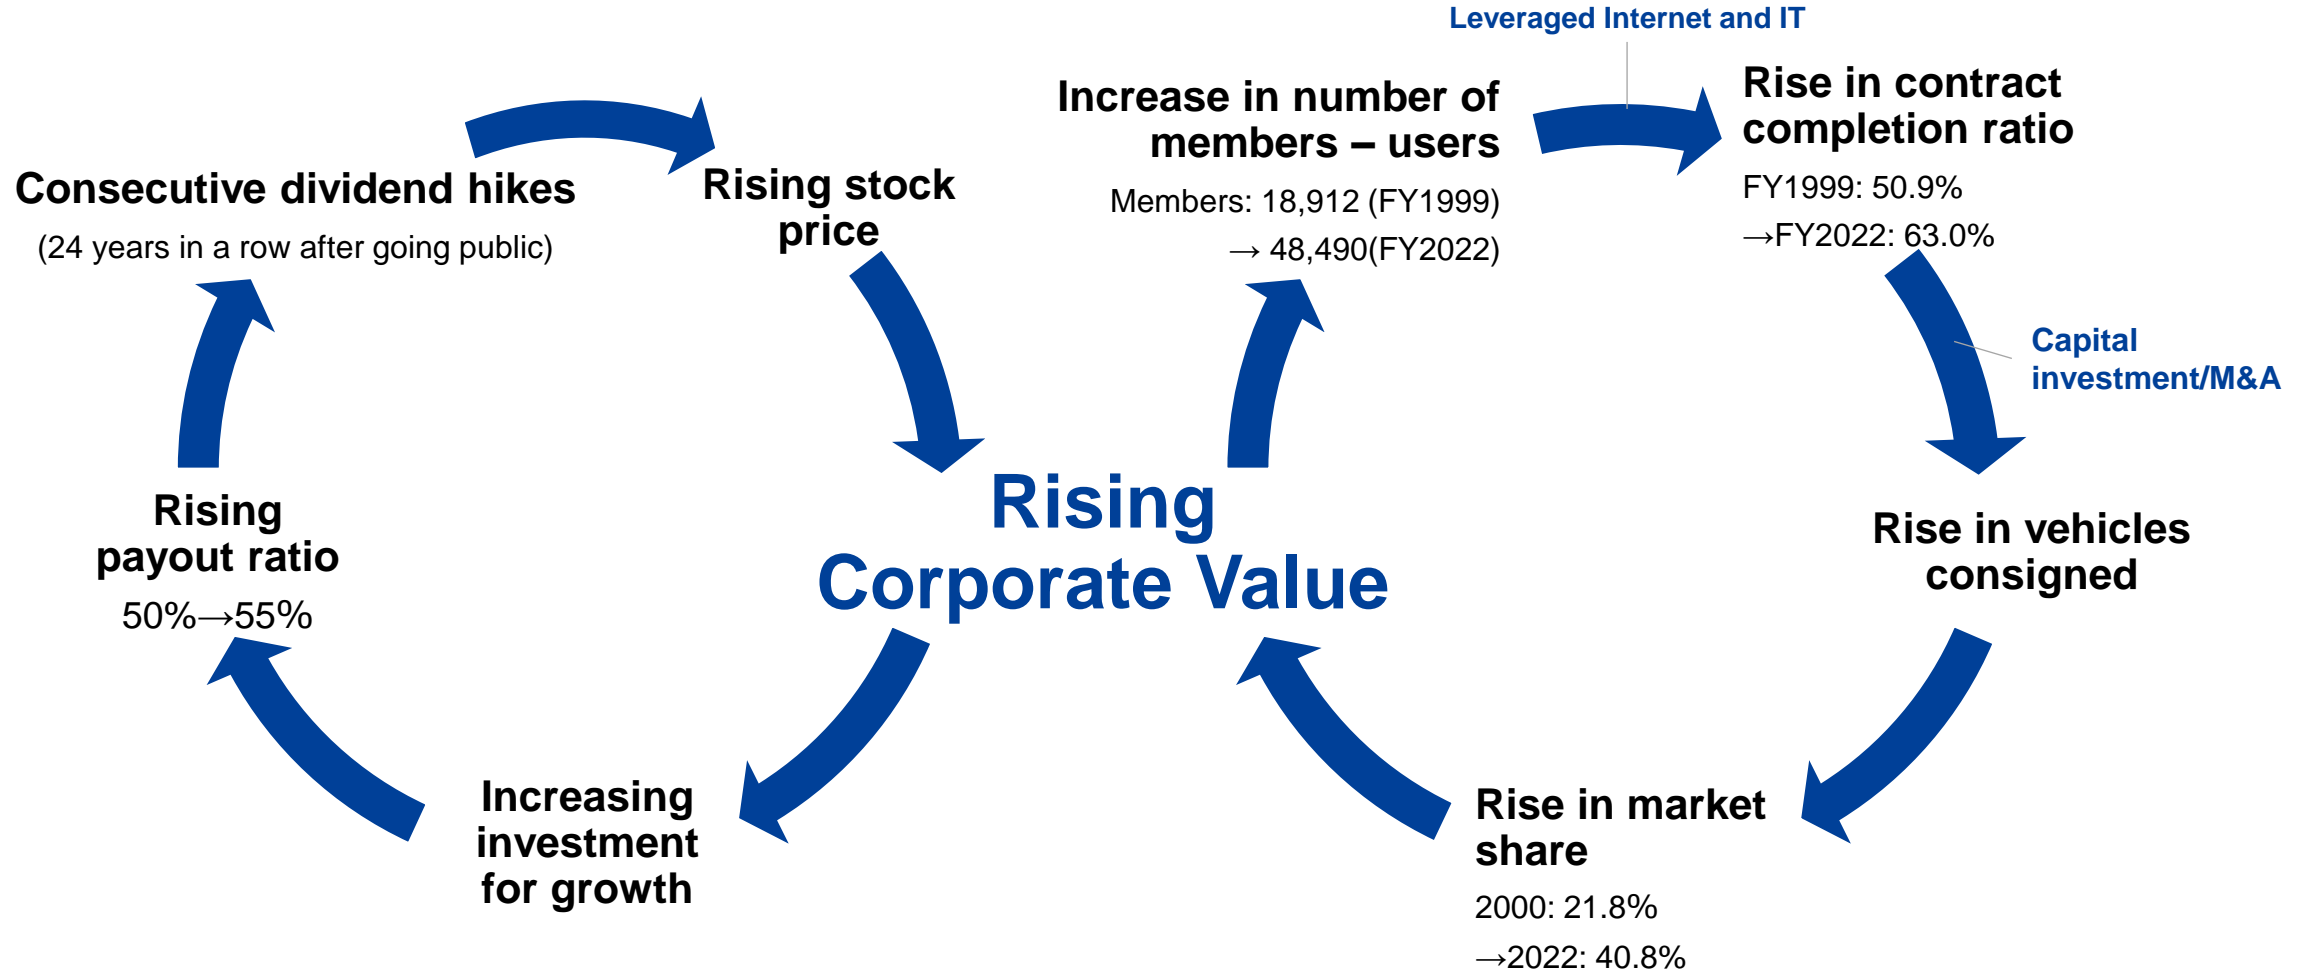 Leveraged Internet and IT
Increase in number of
members – users
Members: 18,912 (FY1999)
→ 48,490(FY2022)
Rise in contract
completion ratio
FY1999: 50.9%
→FY2022: 63.0%
Capital
investment/M&A
Rise in vehicles
consigned
Rise in market
share
2000: 21.8%
→2022: 40.8%
Rising
Corporate Value
Increasing
investment
for growth
Rising
payout ratio
50%→55%
Consecutive dividend hikes
(24 years in a row after going public)
Rising stock
price